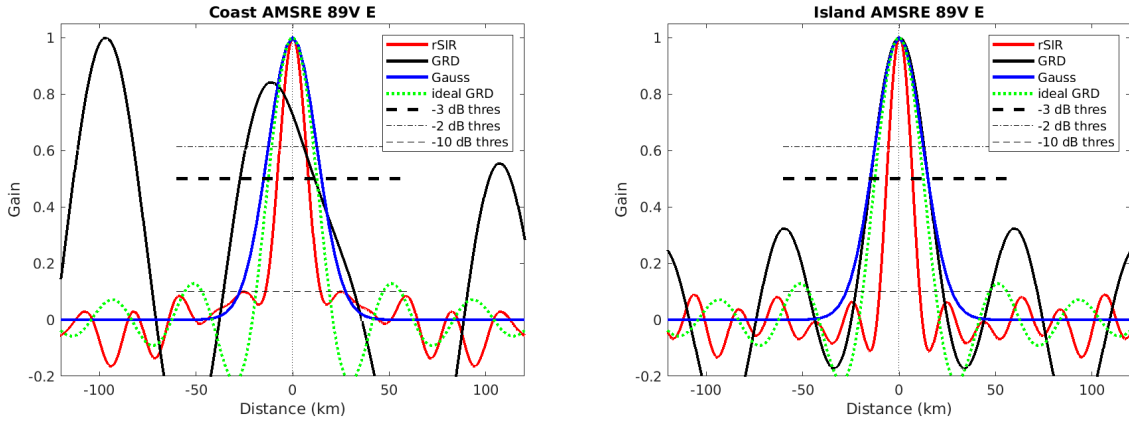 Coast AMSRE 89V E
1
0.8
0.6
0.4
0.2
0
-0.2
Gain
-100
-50
0
50
100
Distance (km)
rSIR
GRD
Gauss
ideal GRD
-3 dB thres
-2 dB thres
-10 dB thres
Island AMSRE 89V E
1
0.8
0.6
0.4
0.2
0
-0.2
Gain
-100
-50
0
50
100
Distance (km)
rSIR
GRD
Gauss
ideal GRD
-3 dB thres
-2 dB thres
-10 dB thres